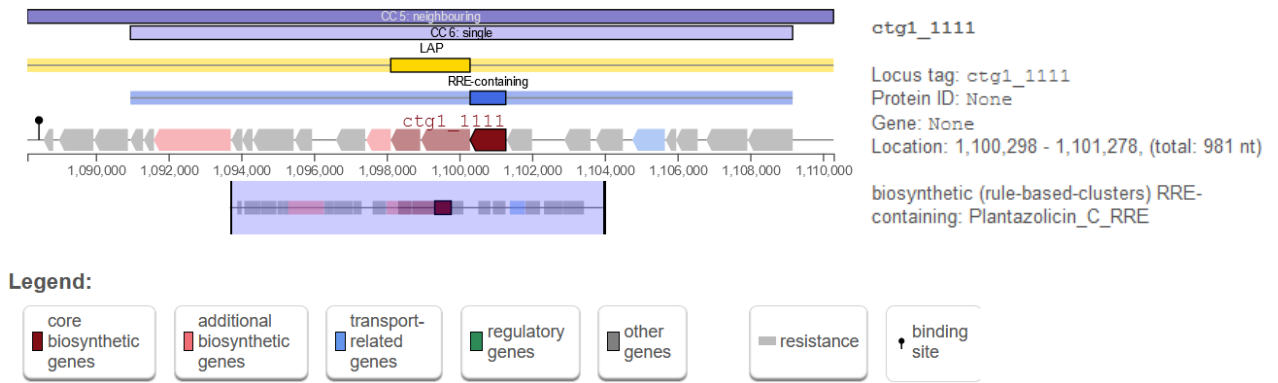 CC 5: neighbouring
CC 6: single
LAP
RRE-containing
ctg1_1111
1,090,000 1,092,000 1,094,000 1,096,000 1,098,000 1,100,000 1,102,000 1,104,000 1,106,000 1,108,000 1,110,000
ctg1_1111
Locus tag: ctg1_1111
Protein ID: None
Gene: None
Location: 1,100,298 - 1,101,278, (total: 981 nt)
biosynthetic (rule-based-clusters) RRE-
containing: Plantazolicin_C_RRE
Legend:
core
biosynthetic
genes
additional
biosynthetic
genes
transport-
related
genes
regulatory
genes
other
genes
resistance
binding
site